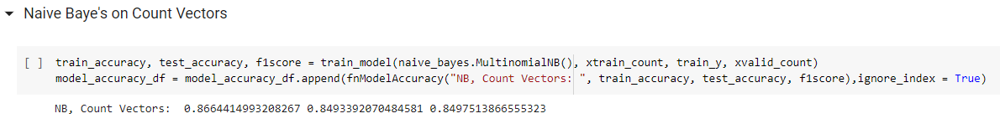 Naive Baye's on Count Vectors
[ ] train_accuracy, test_accuracy, f1score = train_model(naive_bayes.MultinomialNB(), xtrain_count, train_y, xvalid_count)
model_accuracy_df = model_accuracy_df.append(fnModelAccuracy("NB, Count Vectors: ", train_accuracy, test_accuracy, f1score),ignore_index = True)
NB, Count Vectors:  0.8664414993208267 0.8493392070484581 0.8497513866555323